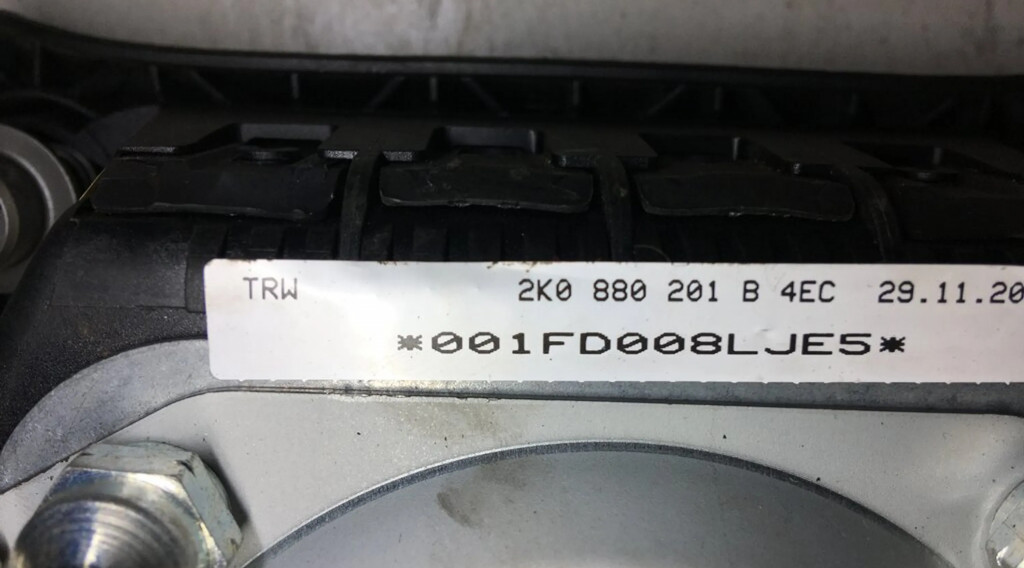 TRW 2K0 880 201 B 4EC 29.11.20
*001FD008LJE5*